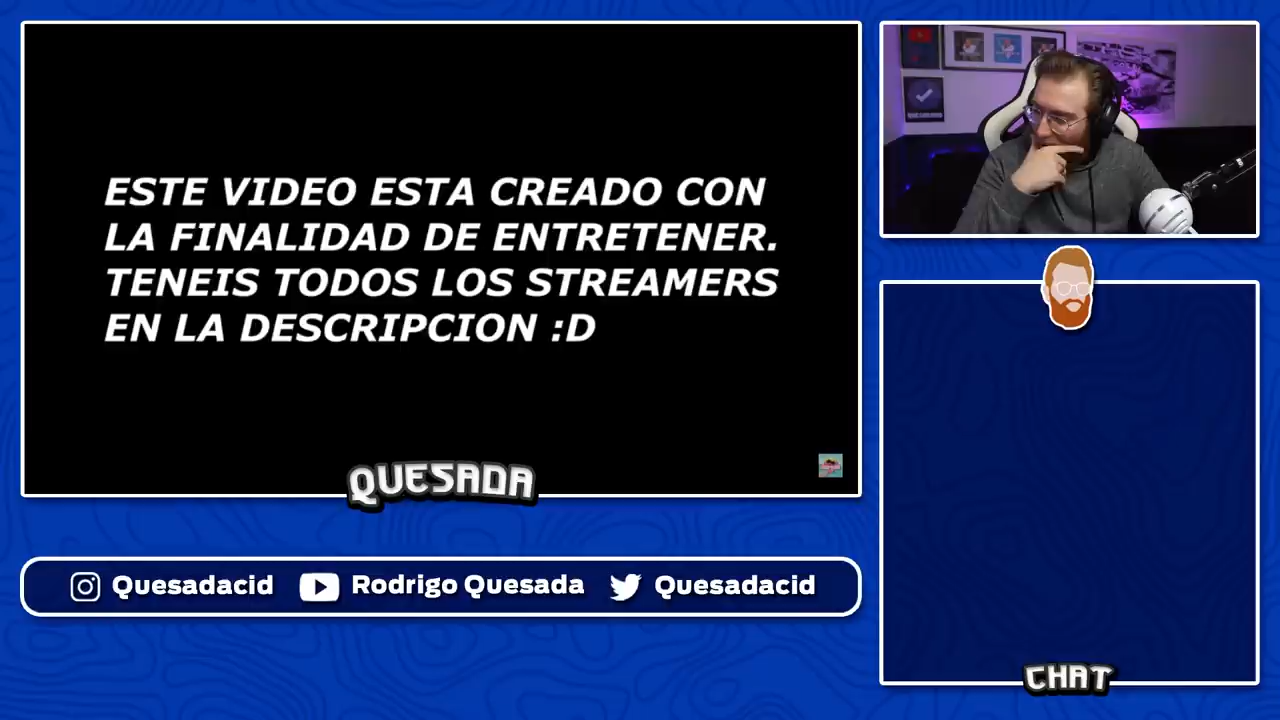 ESTE VIDEO ESTA CREADO CON
LA FINALIDAD DE ENTRETENER.
TENEIS TODOS LOS STREAMERS
EN LA DESCRIPCION :D
QUESADA
Quesadacid
Rodrigo Quesada
Quesadacid
CHAT